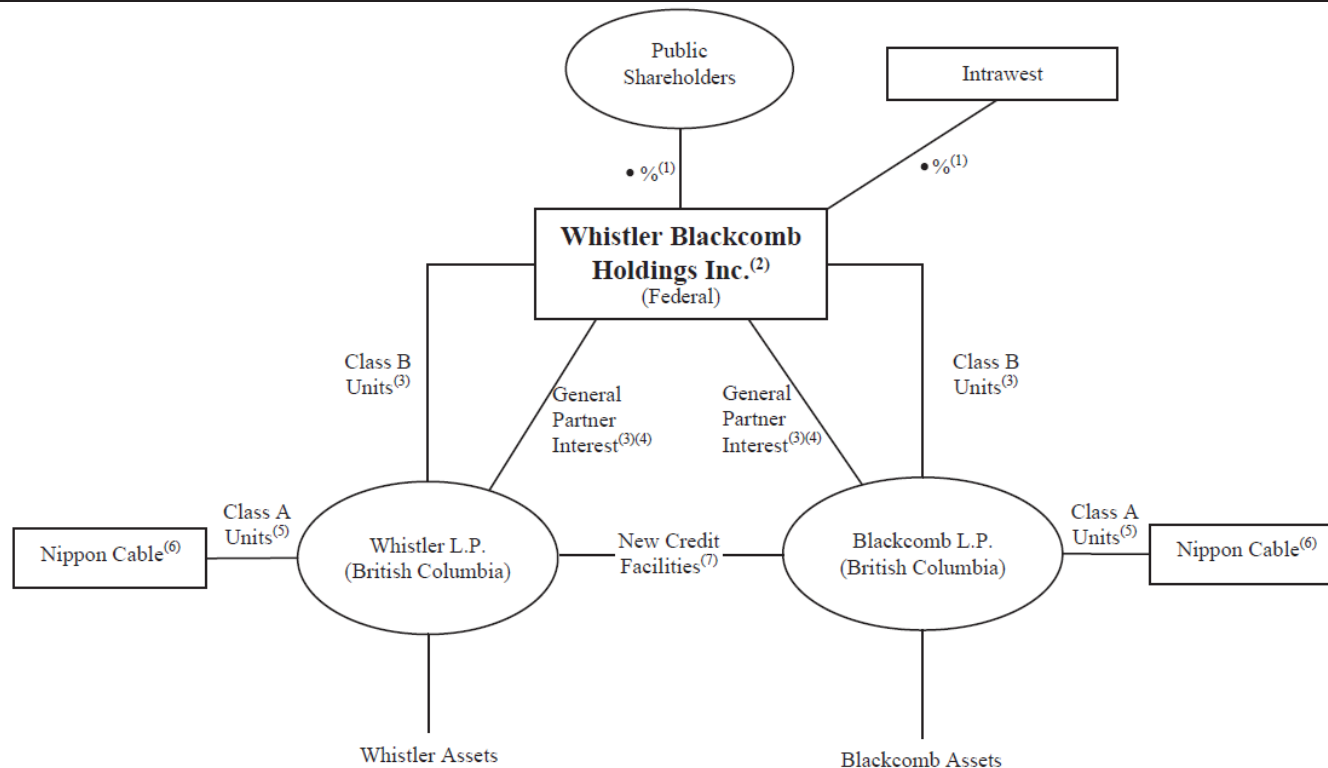 Public
Shareholders
Intrawest
• %(1)
• %(1)
Whistler Blackcomb
Holdings Inc.(2)
(Federal)
Class B
Units(3)
General
Partner
Interest(3)(4)
General
Partner
Interest(3)(4)
Class B
Units(3)
Nippon Cable(6)
Class A
Units(5)
Whistler L.P.
(British Columbia)
New Credit
Facilities(7)
Blackcomb L.P.
(British Columbia)
Class A
Units(5)
Nippon Cable(6)
Whistler Assets
Blackcomb Assets